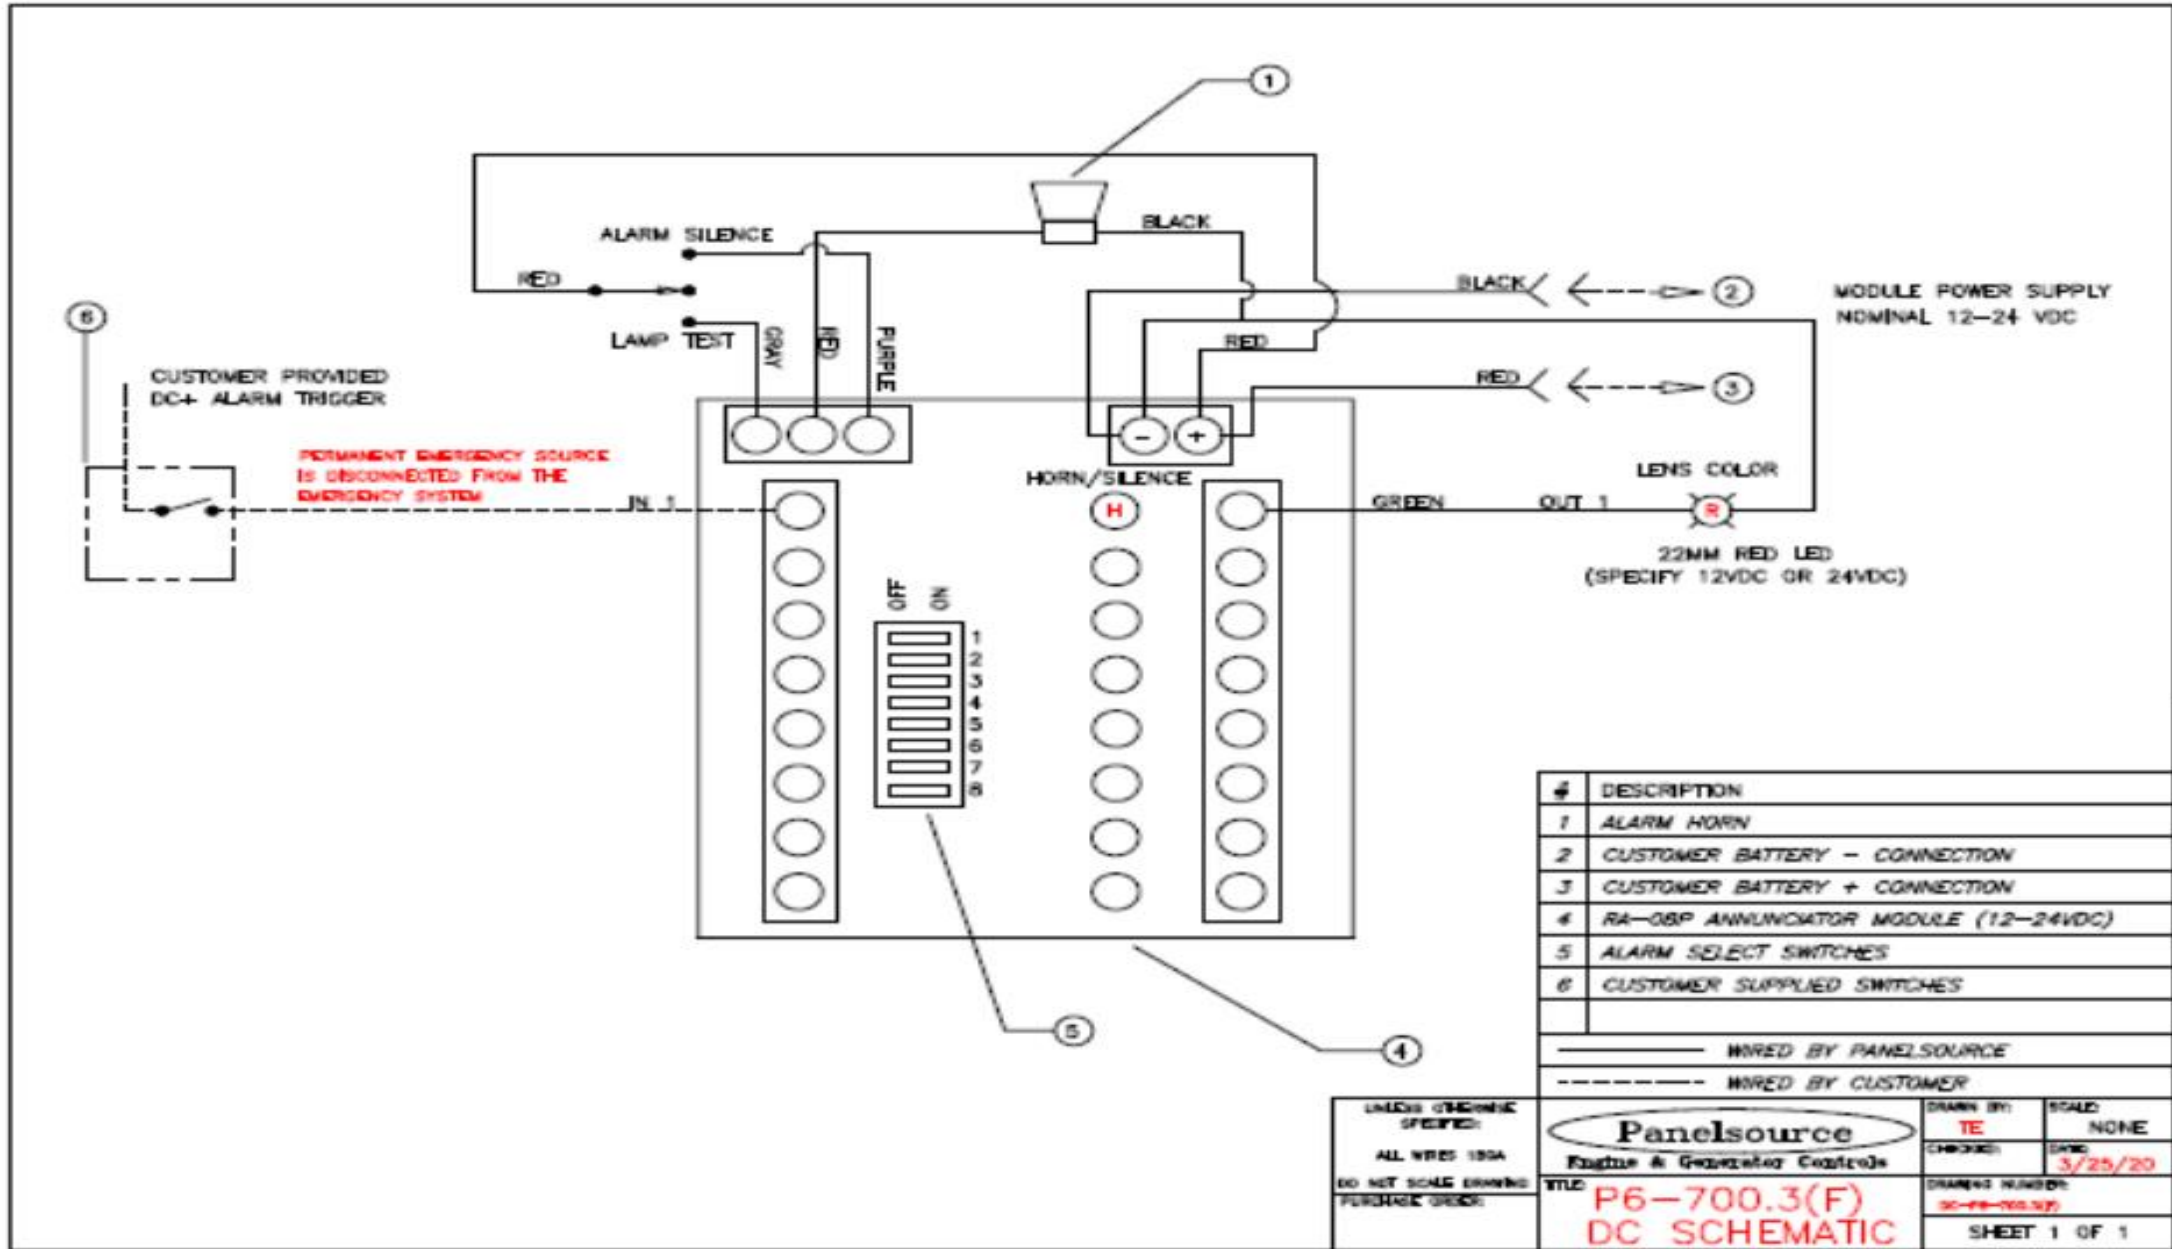 1
ALARM SILENCE
BLACK
RED
BLACK
2
MODULE POWER SUPPLY
NOMINAL 12-24 VDC
6
LAMP TEST
GRAY
RED
PURPLE
RED
RED
3
CUSTOMER PROVIDED
DC+ ALARM TRIGGER
PERMANENT EMERGENCY SOURCE
IS DISCONNECTED FROM THE
EMERGENCY SYSTEM
IN 1
- +
HORN/SILENCE
H
GREEN
OUT 1
LENS COLOR
R
22MM RED LED
(SPECIFY 12VDC OR 24VDC)
OFF
ON
1
2
3
4
5
6
7
8
5
4
# DESCRIPTION
1 ALARM HORN
2 CUSTOMER BATTERY - CONNECTION
3 CUSTOMER BATTERY + CONNECTION
4 ANNUNCIATOR MODULE (12-24VDC)
5 ALARM SELECT SWITCHES
6 CUSTOMER SUPPLIED SWITCHES
WIRED BY PANELSOURCE
WIRED BY CUSTOMER
UNLESS OTHERWISE
SPECIFIED:
ALL WIRES
DO NOT SCALE DRAWING
PURCHASE ORDER:
Panelsource
Engine & Generator Controls
TITLE:
P6-700.3(F)
DC SCHEMATIC
DRAWN BY:
TE
SCALE:
NONE
CHECKED:
DATE:
3/25/20
DRAWING NUMBER:
SHEET 1 OF 1